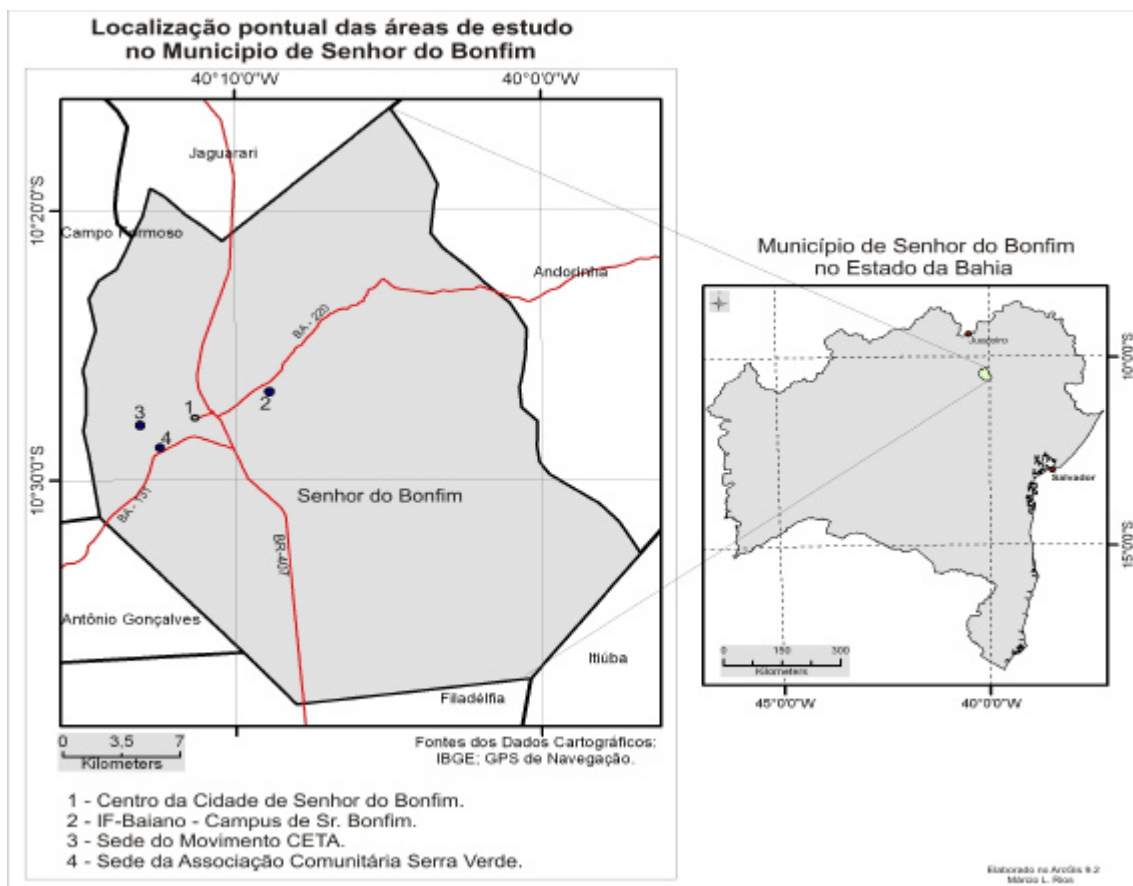 Localização pontual das áreas de estudo
no Municipio de Senhor do Bonfim
40°10'0"W
40°0'0"W
Jaguarari
10°20'0"S
Campo Formoso
Andorinha
BA - 220
1
2
3
4
10°30'0"S
Senhor do Bonfim
BA - 131
BR-407
Antônio Gonçalves
Itiúba
Filadélfia
0 3,5 7
Kilometers
Fontes dos Dados Cartográficos:
IBGE; GPS de Navegação.
1 - Centro da Cidade de Senhor do Bonfim.
2 - IF-Baiano - Campus de Sr. Bonfim.
3 - Sede do Movimento CETA.
4 - Sede da Associação Comunitária Serra Verde.
Município de Senhor do Bonfim
no Estado da Bahia
Juazeiro
10°0'0"S
Salvador
15°0'0"S
0 150 300
Kilometers
45°0'0"W
40°0'0"W
Elaborado no ArcGis 9.2
Márcio L. Rios